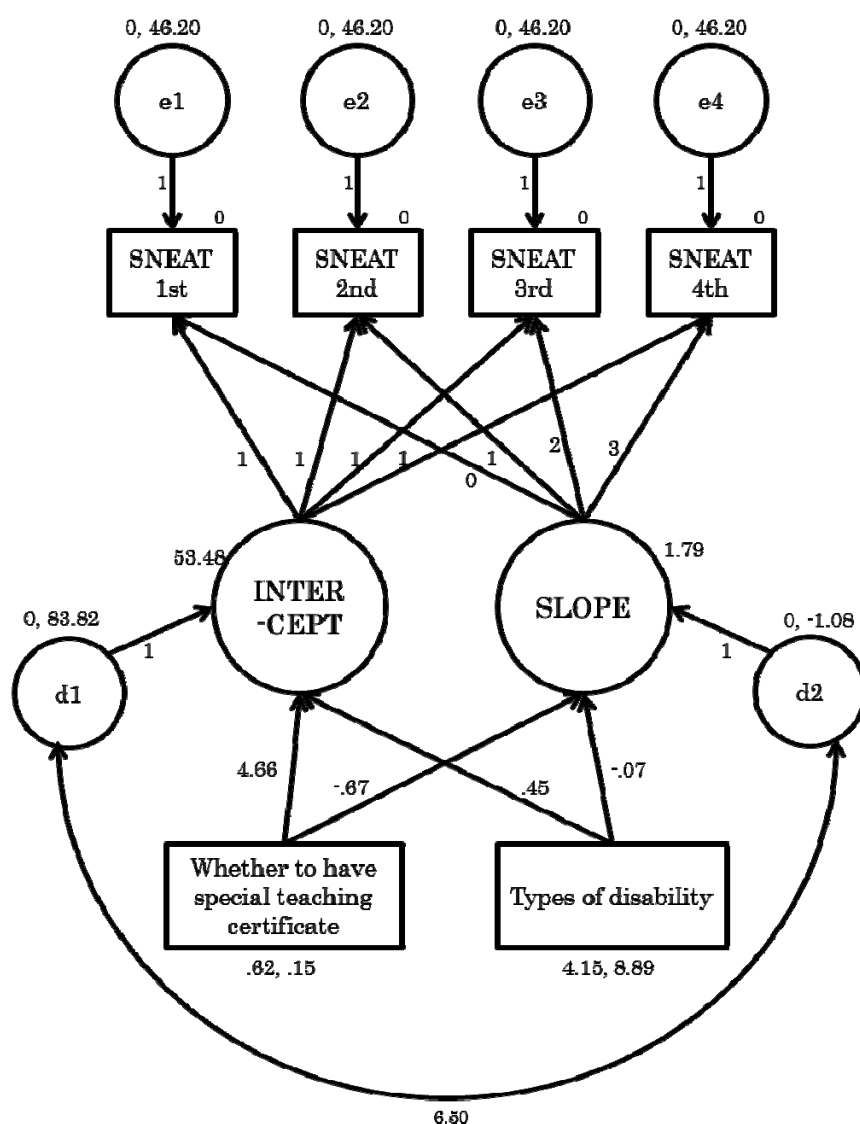 0, 46.20 0, 46.20 0, 46.20 0, 46.20
e1 e2 e3 e4
1 1 1 1
0 0 0 0
SNEAT SNEAT SNEAT SNEAT
1st 2nd 3rd 4th
1 1 1 1 1 2 3
0
53.48 1.79
INTER
-CEPT
SLOPE
0, 83.82 0, -1.08
1 1
d1 d2
4.66 -.67 .45 -.07
Whether to have
special teaching
certificate
Types of disability
.62, .15 4.15, 8.89
6.50